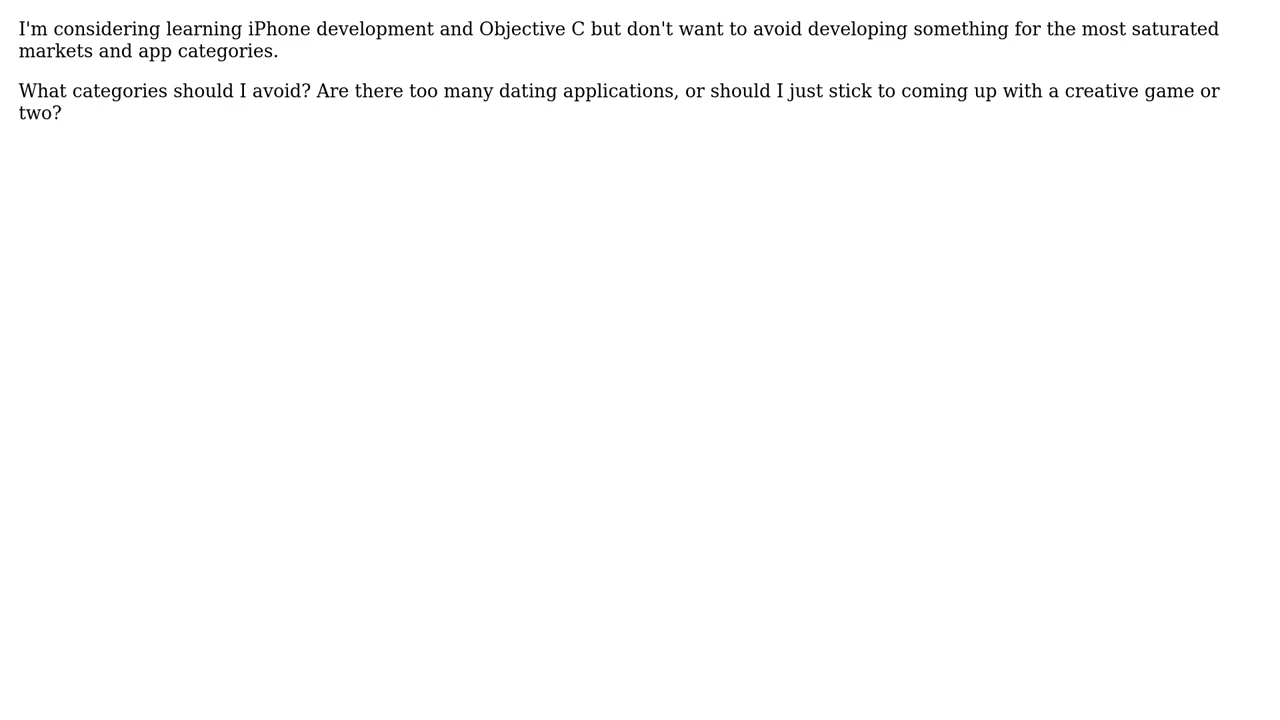 I'm considering learning iPhone development and Objective C but don't want to avoid developing something for the most saturated
markets and app categories.
What categories should I avoid? Are there too many dating applications, or should I just stick to coming up with a creative game or
two?